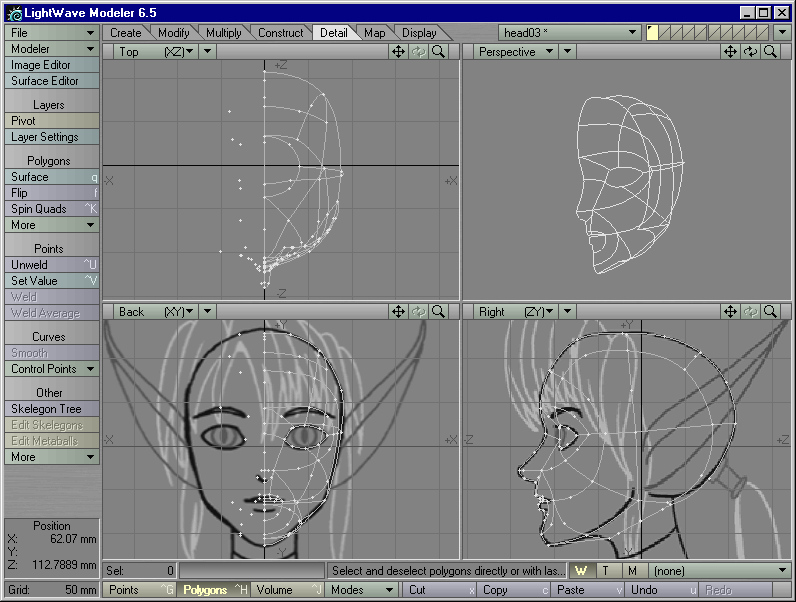 LightWave Modeler 6.5
File
Modeler
Image Editor
Surface Editor
Layers
Pivot
Layer Settings
Polygons
Surface q
Flip f
Spin Quads ^K
More
Points
Unweld ^U
Set Value ^V
Weld
Weld Average
Curves
Smooth
Control Points
Other
Skelegon Tree
Edit Skelegons
Edit Metaballs
More
Position
X: 62.07 mm
Y:
Z: 112.7889 mm
Grid: 50 mm
Create Modify Multiply Construct Detail Map Display head03 *
Top (XZ)
+Z
-X +X
-Z
Perspective
Back (XY)
+Y
-X +X
-Y
Right (ZY)
+Y
-Z +Z
-Y
Sel: 0 Select and deselect polygons directly or with las... W T M (none)
Points ^G Polygons ^H Volume ^J Modes Cut x Copy c Paste v Undo u Redo